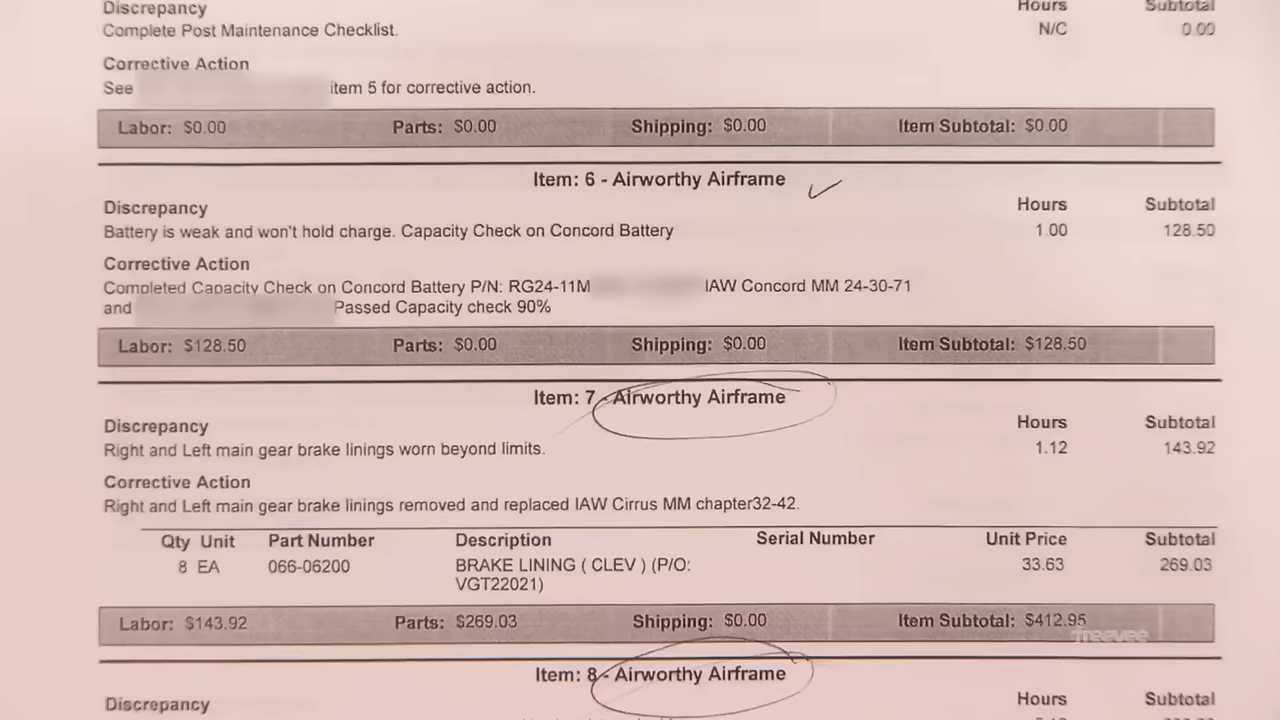 Discrepancy Hours Subtotal
Complete Post Maintenance Checklist. N/C 0.00
Corrective Action
See item 5 for corrective action.
Labor: $0.00 Parts: $0.00 Shipping: $0.00 Item Subtotal: $0.00
Item: 6 - Airworthy Airframe
Discrepancy Hours Subtotal
Battery is weak and won't hold charge. Capacity Check on Concord Battery 1.00 128.50
Corrective Action
Completed Capacity Check on Concord Battery P/N: RG24-11M IAW Concord MM 24-30-71
and Passed Capacity check 90%
Labor: $128.50 Parts: $0.00 Shipping: $0.00 Item Subtotal: $128.50
Item: 7 - Airworthy Airframe
Discrepancy Hours Subtotal
Right and Left main gear brake linings worn beyond limits. 1.12 143.92
Corrective Action
Right and Left main gear brake linings removed and replaced IAW Cirrus MM chapter32-42.
Qty Unit Part Number Description Serial Number Unit Price Subtotal
8 EA 066-06200 BRAKE LINING ( CLEV ) (P/O: 33.63 269.03
VGT22021)
Labor: $143.92 Parts: $269.03 Shipping: $0.00 Item Subtotal: $412.95
freevee
Item: 8 - Airworthy Airframe
Discrepancy Hours Subtotal